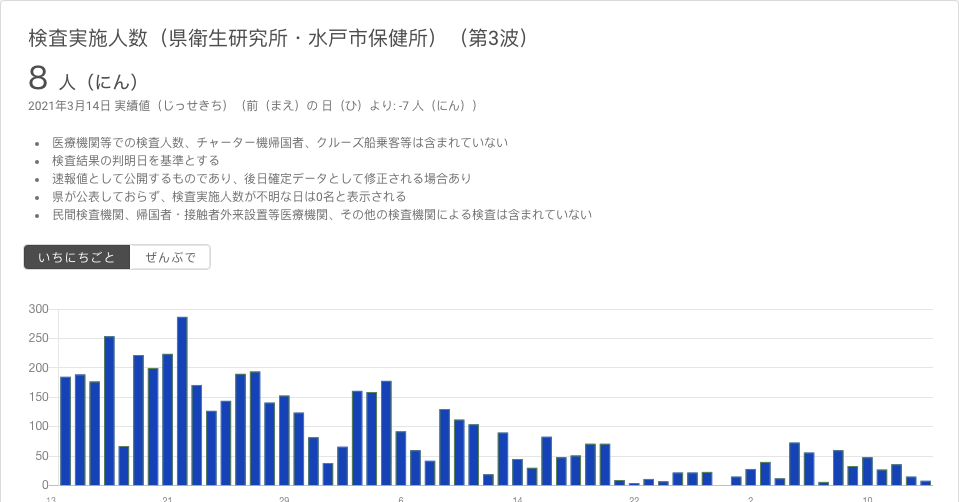 検査実施人数（県衛生研究所・水戸市保健所）（第3波）
8 人（にん）
2021年3月14日 実績値（じっせきち）（前（まえ）の 日（ひ）より: -7 人（にん））
• 医療機関等での検査人数、チャーター機帰国者、クルーズ船乗客等は含まれていない
• 検査結果の判明日を基準とする
• 速報値として公開するものであり、後日確定データとして修正される場合あり
• 県が公表しておらず、検査実施人数が不明な日は0名と表示される
• 民間検査機関、帰国者・接触者外来設置等医療機関、その他の検査機関による検査は含まれていない
いちにちごと ぜんぶで
300
250
200
150
100
50
0
13 21 29 6 14 22 2 10